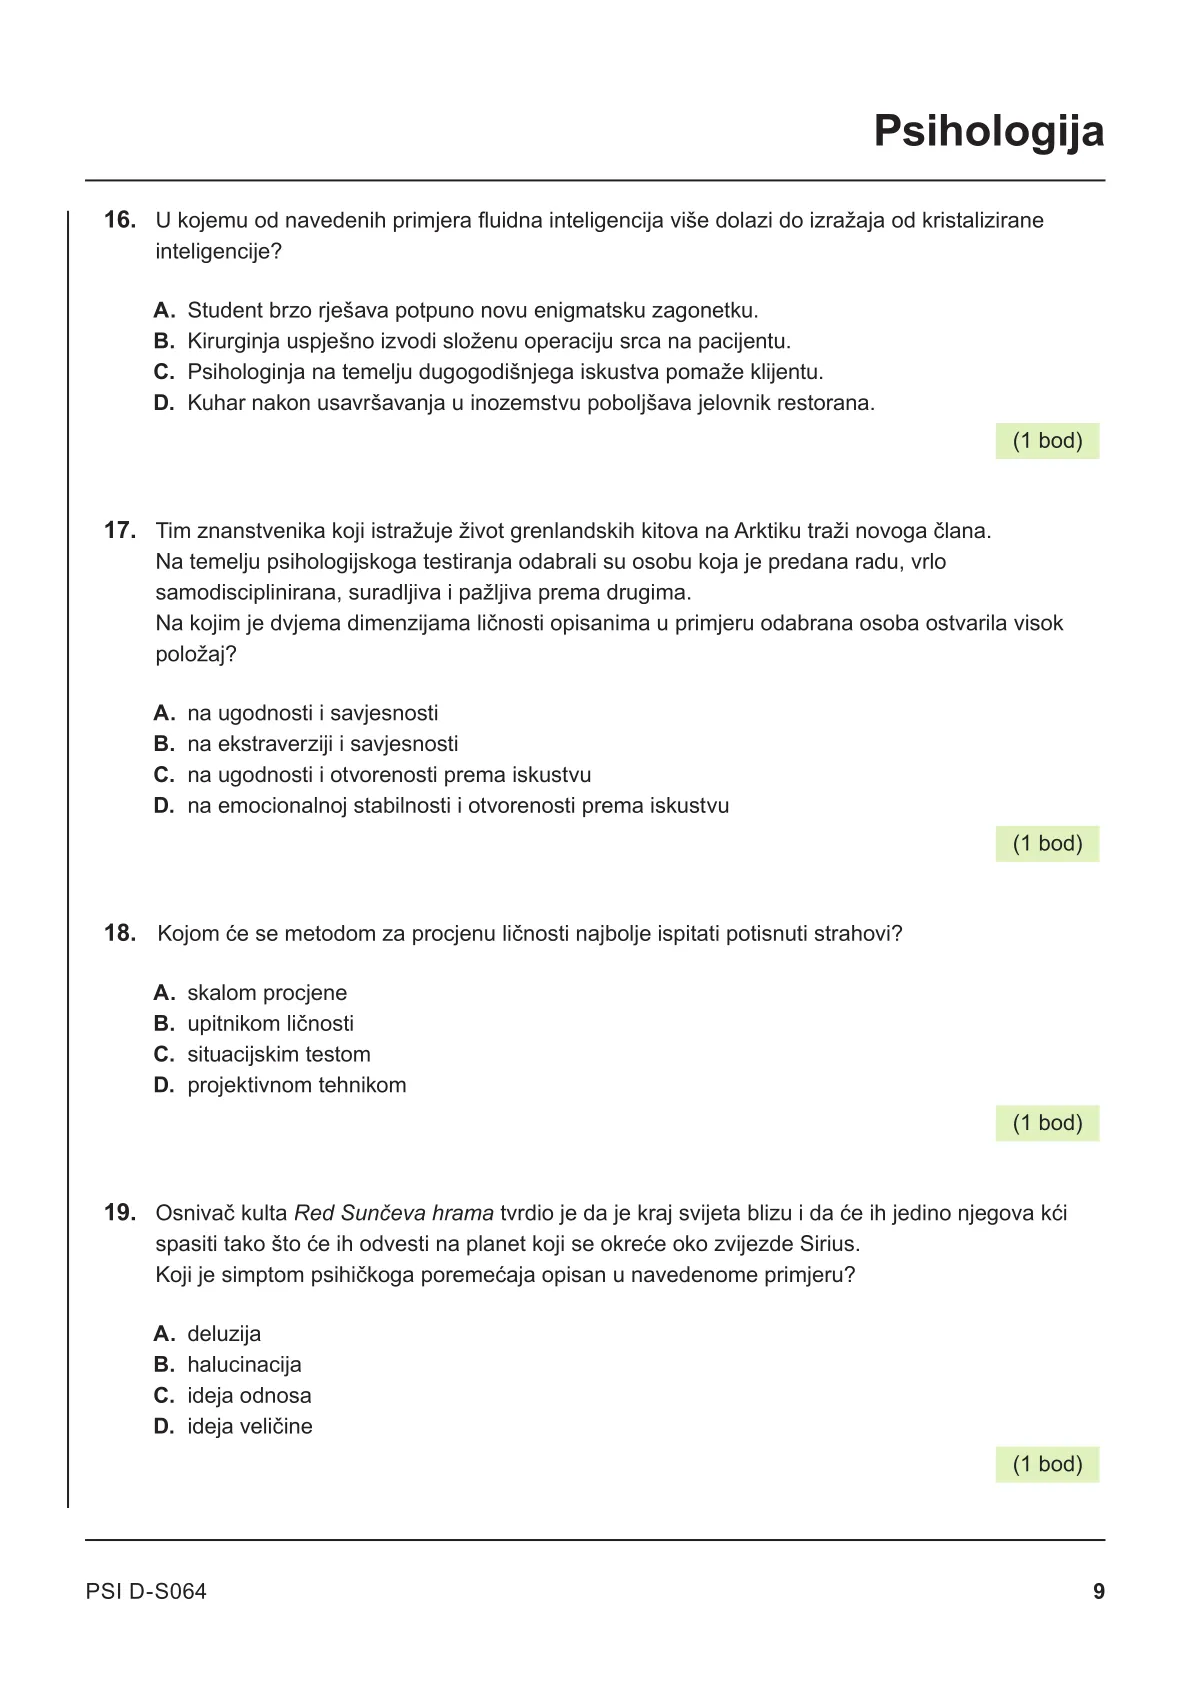 Psihologija
16. U kojemu od navedenih primjera fluidna inteligencija više dolazi do izražaja od kristalizirane
inteligencije?
A. Student brzo rješava potpuno novu enigmatsku zagonetku.
B. Kirurginja uspješno izvodi složenu operaciju srca na pacijentu.
C. Psihologinja na temelju dugogodišnjega iskustva pomaže klijentu.
D. Kuhar nakon usavršavanja u inozemstvu poboljšava jelovnik restorana.
(1 bod)
17. Tim znanstvenika koji istražuje život grenlandskih kitova na Arktiku traži novoga člana.
Na temelju psihologijskoga testiranja odabrali su osobu koja je predana radu, vrlo
samodisciplinirana, suradljiva i pažljiva prema drugima.
Na kojim je dvjema dimenzijama ličnosti opisanima u primjeru odabrana osoba ostvarila visok
položaj?
A. na ugodnosti i savjesnosti
B. na ekstraverziji i savjesnosti
C. na ugodnosti i otvorenosti prema iskustvu
D. na emocionalnoj stabilnosti i otvorenosti prema iskustvu
(1 bod)
18. Kojom će se metodom za procjenu ličnosti najbolje ispitati potisnuti strahovi?
A. skalom procjene
B. upitnikom ličnosti
C. situacijskim testom
D. projektivnom tehnikom
(1 bod)
19. Osnivač kulta Red Sunčeva hrama tvrdio je da je kraj svijeta blizu i da će ih jedino njegova kći
spasiti tako što će ih odvesti na planet koji se okreće oko zvijezde Sirius.
Koji je simptom psihičkoga poremećaja opisan u navedenome primjeru?
A. deluzija
B. halucinacija
C. ideja odnosa
D. ideja veličine
(1 bod)
PSI D-S064
9